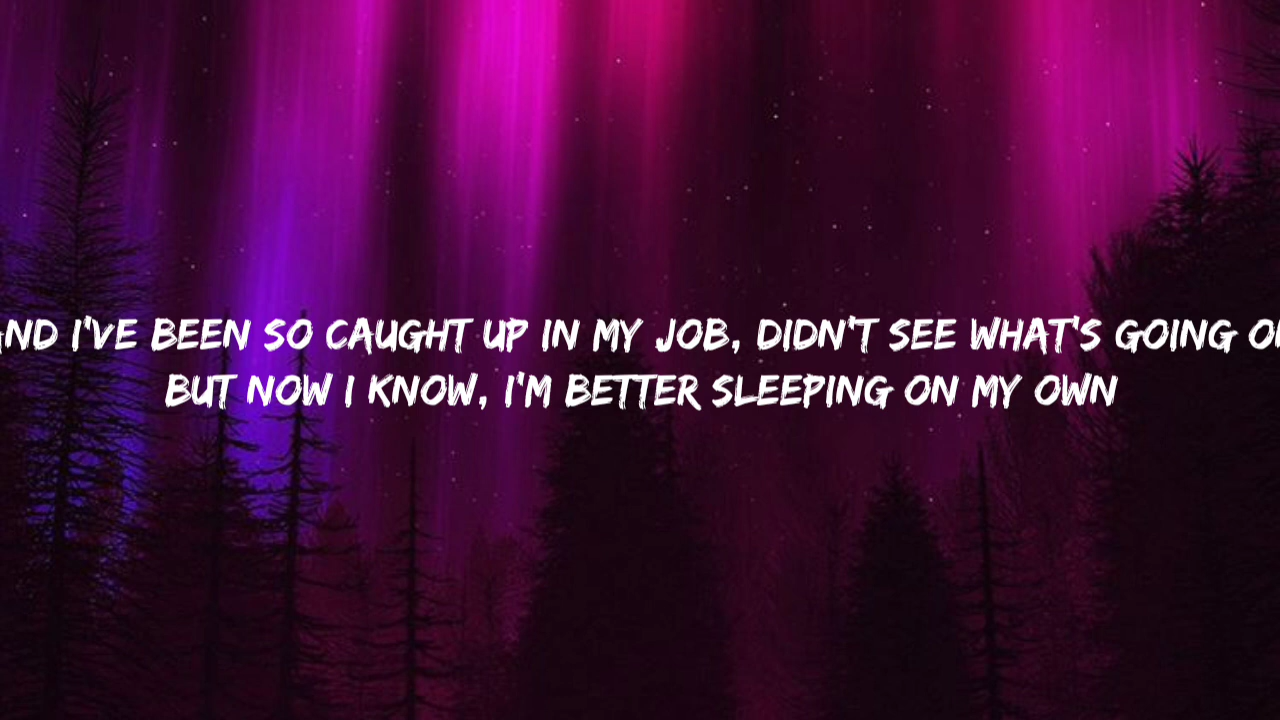 AND I'VE BEEN SO CAUGHT UP IN MY JOB, DIDN'T SEE WHAT'S GOING ON
BUT NOW I KNOW, I'M BETTER SLEEPING ON MY OWN